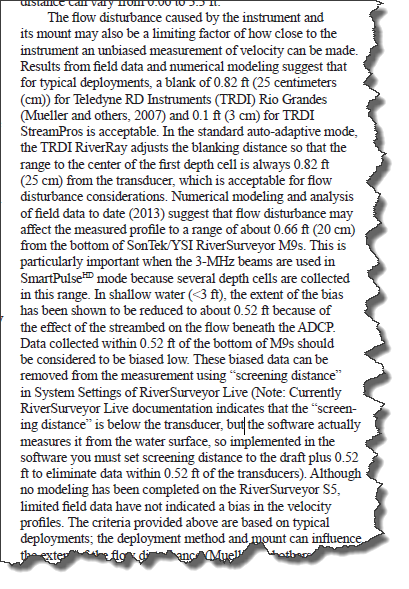 distance can vary from 0.06 to 3.3 ft.
The flow disturbance caused by the instrument and
its mount may also be a limiting factor of how close to the
instrument an unbiased measurement of velocity can be made.
Results from field data and numerical modeling suggest that
for typical deployments, a blank of 0.82 ft (25 centimeters
(cm)) for Teledyne RD Instruments (TRDI) Rio Grandes
(Mueller and others, 2007) and 0.1 ft (3 cm) for TRDI
StreamPros is acceptable. In the standard auto-adaptive mode,
the TRDI RiverRay adjusts the blanking distance so that the
range to the center of the first depth cell is always 0.82 ft
(25 cm) from the transducer, which is acceptable for flow
disturbance considerations. Numerical modeling and analysis
of field data to date (2013) suggest that flow disturbance may
affect the measured profile to a range of about 0.66 ft (20 cm)
from the bottom of SonTek/YSI RiverSurveyor M9s. This is
particularly important when the 3-MHz beams are used in
SmartPulseHD mode because several depth cells are collected
in this range. In shallow water (<3 ft), the extent of the bias
has been shown to be reduced to about 0.52 ft because of
the effect of the streambed on the flow beneath the ADCP.
Data collected within 0.52 ft of the bottom of M9s should
be considered to be biased low. These biased data can be
removed from the measurement using “screening distance”
in System Settings of RiverSurveyor Live (Note: Currently
RiverSurveyor Live documentation indicates that the “screen-
ing distance” is below the transducer, but the software actually
measures it from the water surface, so implemented in the
software you must set screening distance to the draft plus 0.52
ft to eliminate data within 0.52 ft of the transducers). Although
no modeling has been completed on the RiverSurveyor S5,
limited field data have not indicated a bias in the velocity
profiles. The criteria provided above are based on typical
deployments; the deployment method and mount can influence
the extent the flow